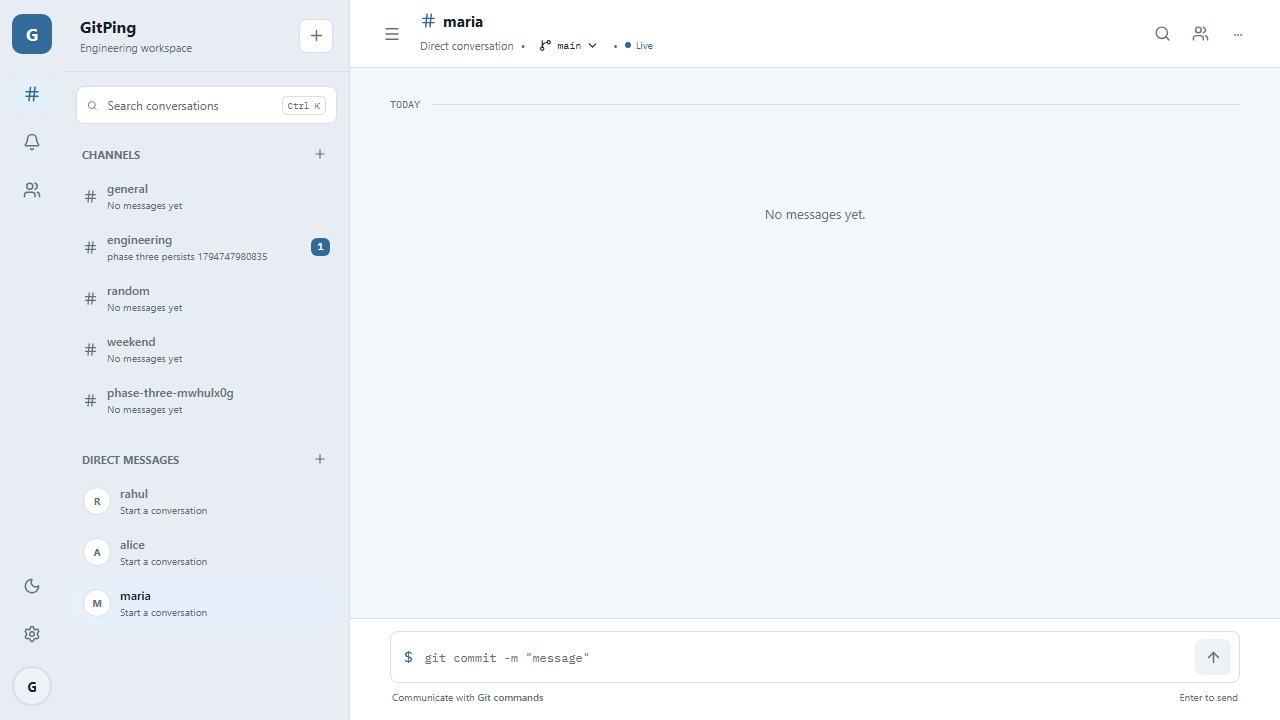 G
GitPing
Engineering workspace
Search conversations
Ctrl K
CHANNELS
general
No messages yet
engineering
phase three persists 1794747980835
1
random
No messages yet
weekend
No messages yet
phase-three-mwhulx0g
No messages yet
DIRECT MESSAGES
R
rahul
Start a conversation
A
alice
Start a conversation
M
maria
Start a conversation
G
# maria
Direct conversation • main • Live
TODAY
No messages yet.
$ git commit -m "message"
Communicate with Git commands
Enter to send